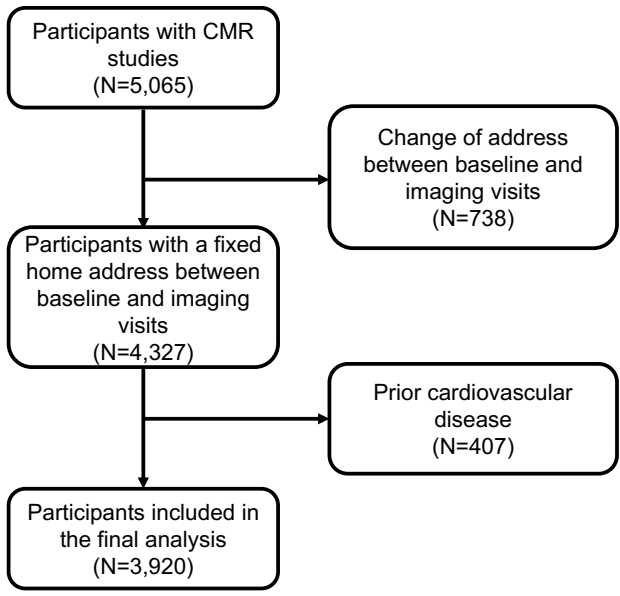 Participants with CMR
studies
(N=5,065)
Change of address
between baseline and
imaging visits
(N=738)
Participants with a fixed
home address between
baseline and imaging
visits
(N=4,327)
Prior cardiovascular
disease
(N=407)
Participants included in
the final analysis
(N=3,920)